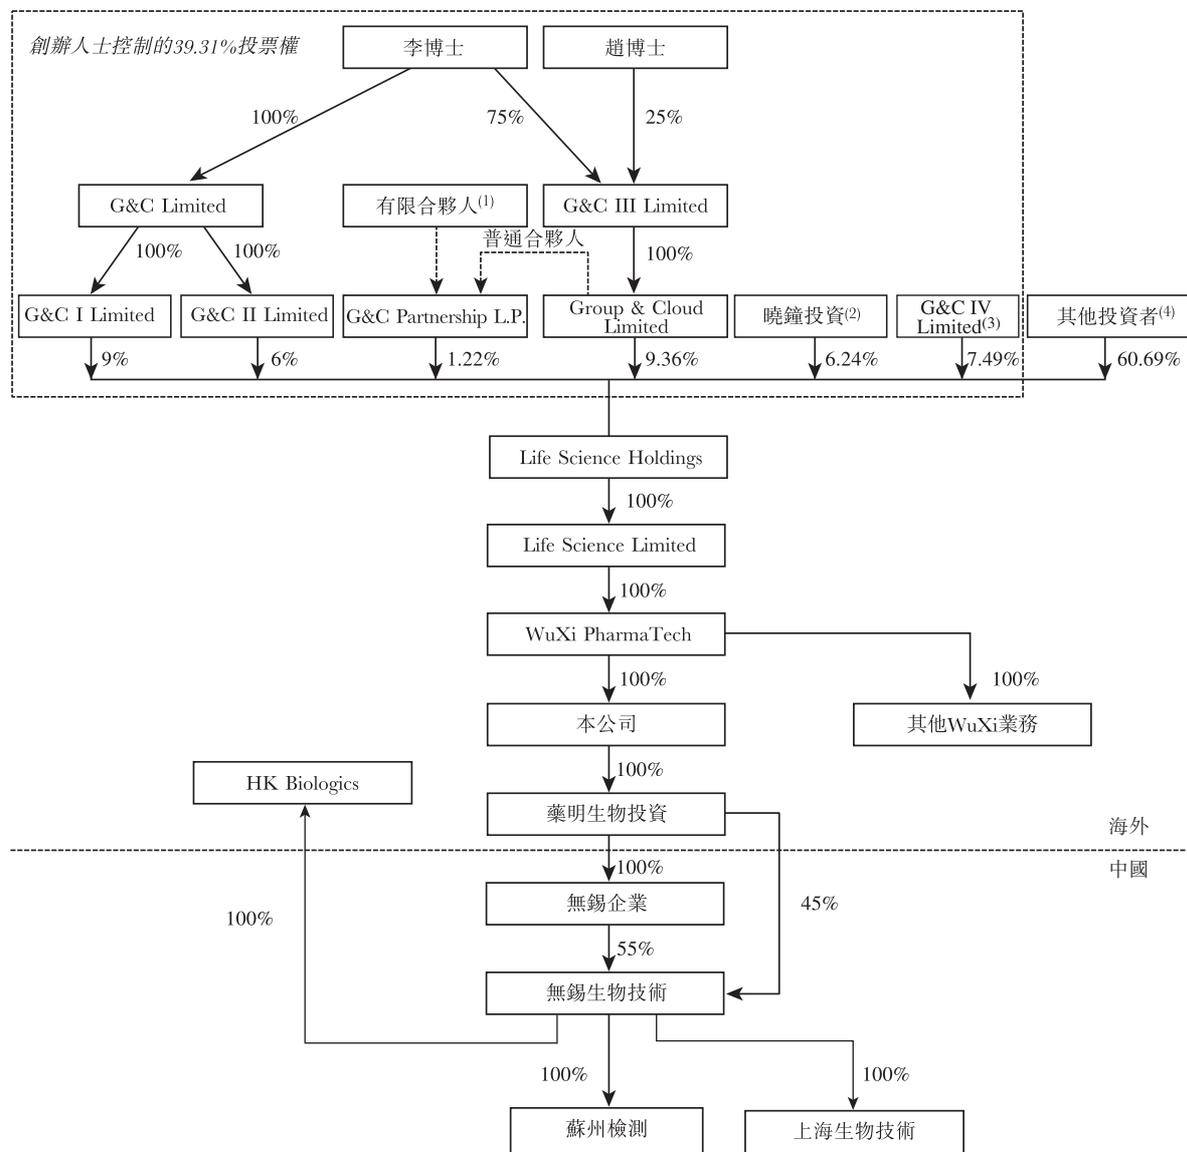 創辦人士控制的39.31%投票權
李博士
趙博士
100%
75%
25%
G&C Limited
有限合夥人(1)
G&C III Limited
普通合夥人
100%
100%
100%
G&C I Limited
G&C II Limited
G&C Partnership L.P.
Group & Cloud
Limited
曉鐘投資(2)
G&C IV
Limited(3)
其他投資者(4)
9%
6%
1.22%
9.36%
6.24%
7.49%
60.69%
Life Science Holdings
100%
Life Science Limited
100%
WuXi PharmaTech
100%
100%
本公司
其他WuXi業務
100%
HK Biologics
藥明生物投資
海外
中國
100%
無錫企業
45%
100%
55%
無錫生物技術
100%
100%
蘇州檢測
上海生物技術